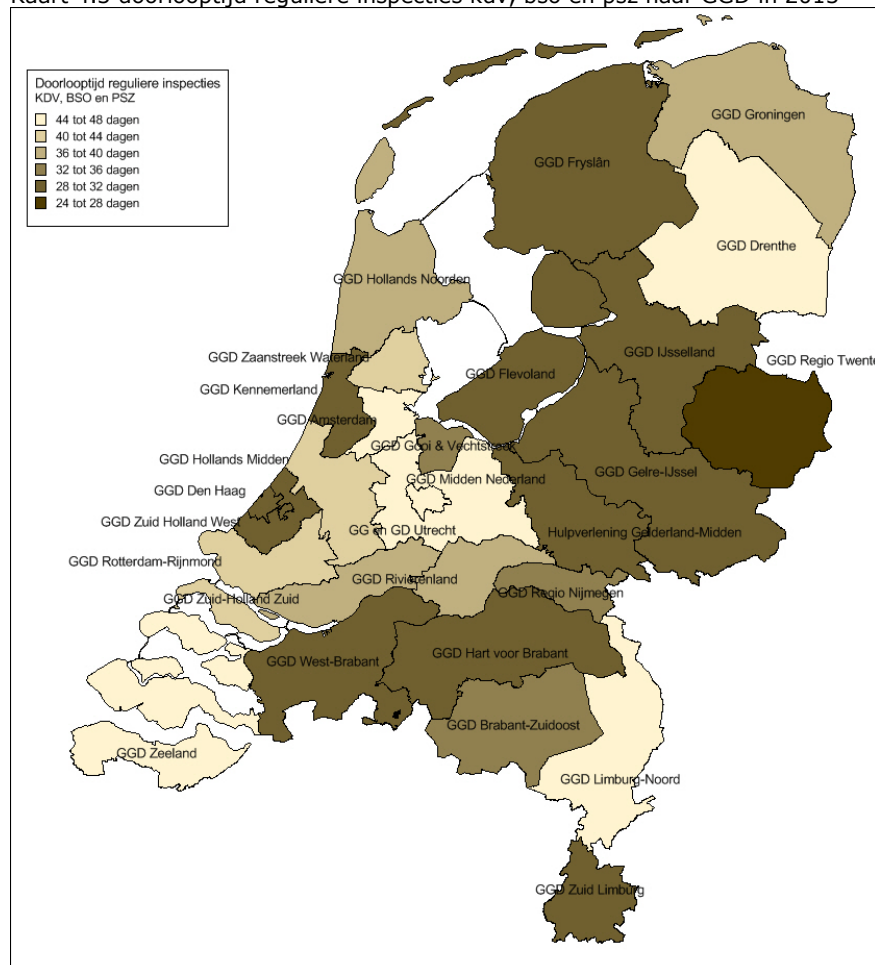 Kaart 4.3 doorlooptijd reguliere inspecties kdv, bso en psz naar GGD in 2013
Doorlooptijd reguliere inspecties
KDV, BSO en PSZ
44 tot 48 dagen
40 tot 44 dagen
36 tot 40 dagen
32 tot 36 dagen
28 tot 32 dagen
24 tot 28 dagen
GGD Groningen
GGD Fryslân
GGD Drenthe
GGD Hollands Noorden
GGD Zaanstreek Waterland
GGD IJsselland
GGD Regio Twente
GGD Flevoland
GGD Kennemerland
GGD Amsterdam
GGD Gooi & Vechtstreek
GGD Hollands Midden
GGD Gelre-IJssel
GGD Midden Nederland
GGD Den Haag
GGD Zuid Holland West
GG en GD Utrecht
Hulpverlening Gelderland-Midden
GGD Rotterdam-Rijnmond
GGD Rivierenland
GGD Regio Nijmegen
GGD Zuid-Holland Zuid
GGD West-Brabant
GGD Hart voor Brabant
GGD Brabant-Zuidoost
GGD Zeeland
GGD Limburg-Noord
GGD Zuid Limburg